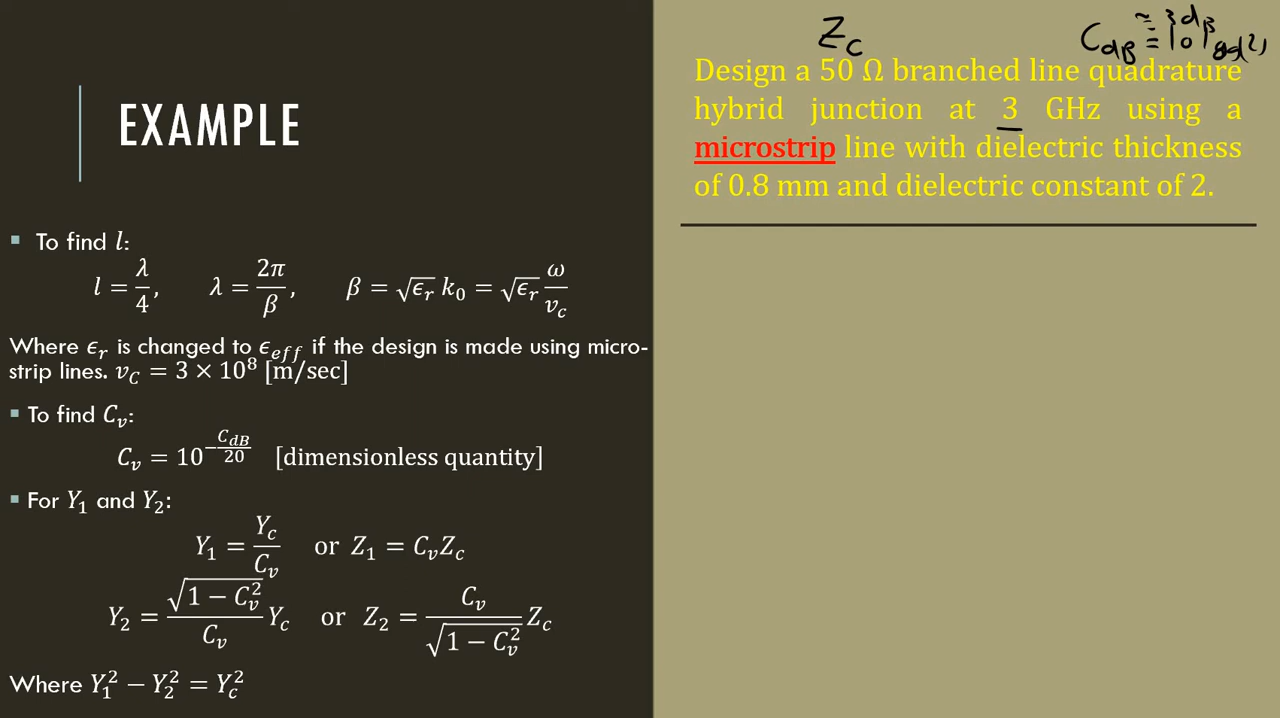 EXAMPLE
▪ To find l:
l = λ/4, λ = 2π/β, β = √ϵ_r k_0 = √ϵ_r ω/v_c
Where ϵ_r is changed to ϵ_eff if the design is made using micro-
strip lines. v_C = 3 × 10^8 [m/sec]
▪ To find C_v:
C_v = 10^(-C_dB/20) [dimensionless quantity]
▪ For Y_1 and Y_2:
Y_1 = Y_c/C_v or Z_1 = C_v Z_c
Y_2 = √(1 − C_v^2)/C_v Y_c or Z_2 = C_v/√(1 − C_v^2) Z_c
Where Y_1^2 − Y_2^2 = Y_c^2
Z_c
C_dB ≅ 3dB
Design a 50 Ω branched line quadrature
hybrid junction at 3 GHz using a
microstrip line with dielectric thickness
of 0.8 mm and dielectric constant of 2.